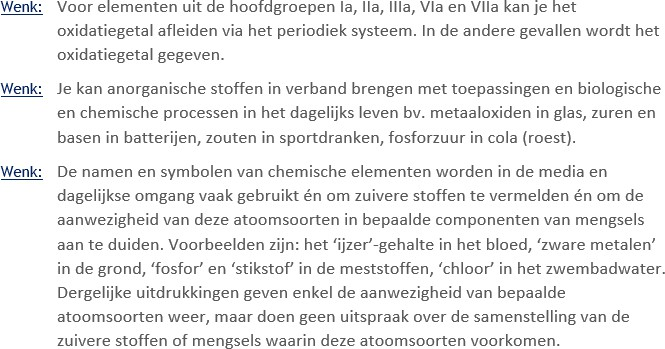 Wenk: Voor elementen uit de hoofdgroepen Ia, IIa, IIIa, VIa en VIIa kan je het
oxidatiegetal afleiden via het periodiek systeem. In de andere gevallen wordt het
oxidatiegetal gegeven.
Wenk: Je kan anorganische stoffen in verband brengen met toepassingen en biologische
en chemische processen in het dagelijks leven bv. metaaloxiden in glas, zuren en
basen in batterijen, zouten in sportdranken, fosforzuur in cola (roest).
Wenk: De namen en symbolen van chemische elementen worden in de media en
dagelijkse omgang vaak gebruikt én om zuivere stoffen te vermelden én om de
aanwezigheid van deze atoomsoorten in bepaalde componenten van mengsels
aan te duiden. Voorbeelden zijn: het ‘ijzer’-gehalte in het bloed, ‘zware metalen’
in de grond, ‘fosfor’ en ‘stikstof’ in de meststoffen, ‘chloor’ in het zwembadwater.
Dergelijke uitdrukkingen geven enkel de aanwezigheid van bepaalde
atoomsoorten weer, maar doen geen uitspraak over de samenstelling van de
zuivere stoffen of mengsels waarin deze atoomsoorten voorkomen.